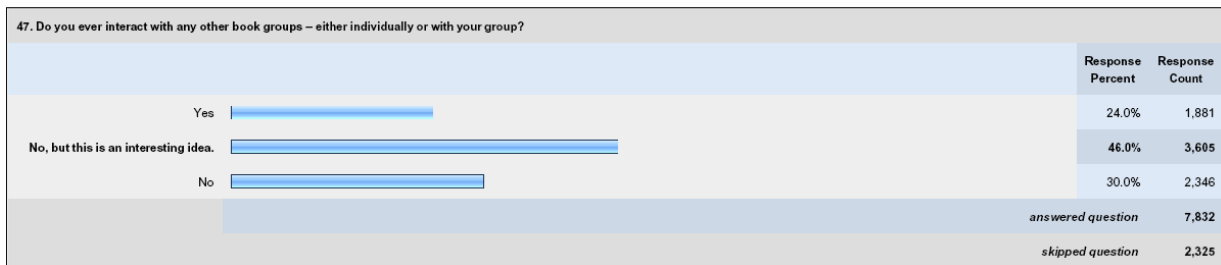 47. Do you ever interact with any other book groups – either individually or with your group?
Response Percent Response Count
Yes 24.0% 1,881
No, but this is an interesting idea. 46.0% 3,605
No 30.0% 2,346
answered question 7,832
skipped question 2,325